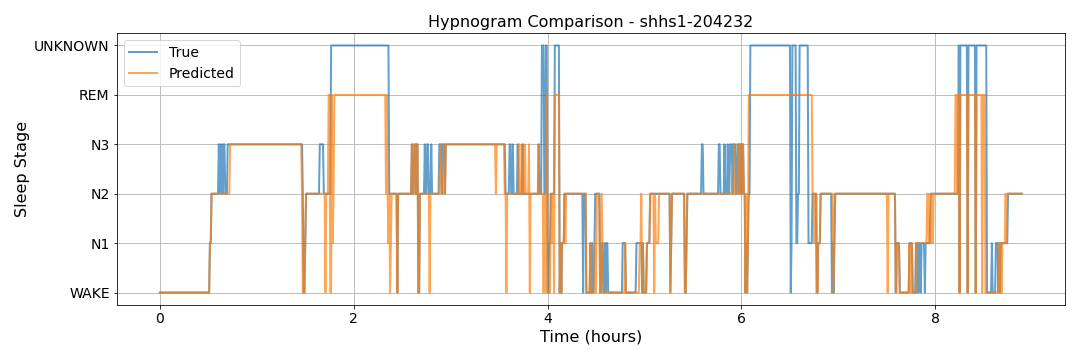 Hypnogram Comparison - shhs1-204232
True
Predicted
Sleep Stage
UNKNOWN
REM
N3
N2
N1
WAKE
0 2 4 6 8
Time (hours)